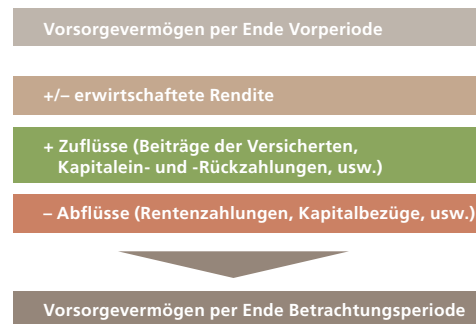 Vorsorgevermögen per Ende Vorperiode
+/– erwirtschaftete Rendite
+ Zuflüsse (Beiträge der Versicherten,
Kapitalein- und -Rückzahlungen, usw.)
– Abflüsse (Rentenzahlungen, Kapitalbezüge, usw.)
Vorsorgevermögen per Ende Betrachtungsperiode